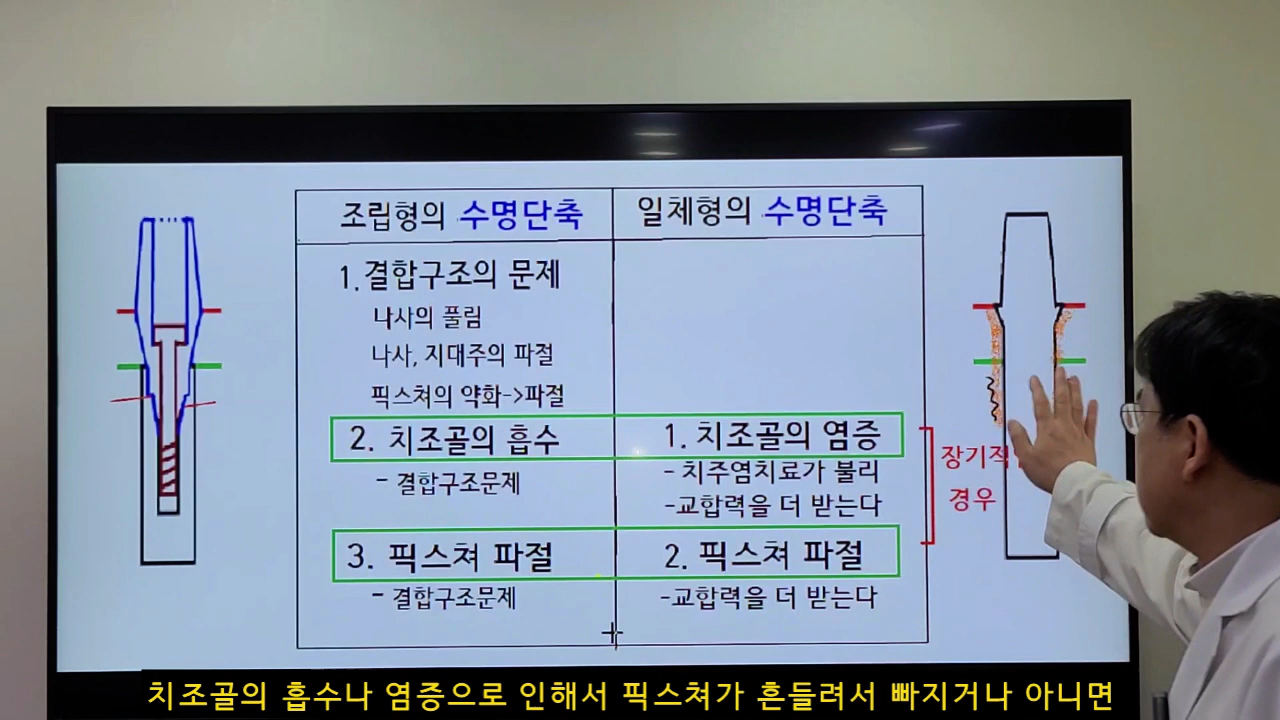 조립형의 수명단축
일체형의 수명단축
1. 결합구조의 문제
나사의 풀림
나사, 지대주의 파절
픽스쳐의 약화->파절
2. 치조골의 흡수
- 결합구조문제
3. 픽스쳐 파절
- 결합구조문제
1. 치조골의 염증
- 치주염치료가 불리
-교합력을 더 받는다
2. 픽스쳐 파절
-교합력을 더 받는다
경우
치조골의 흡수나 염증으로 인해서 픽스쳐가 흔들려서 빠지거나 아니면